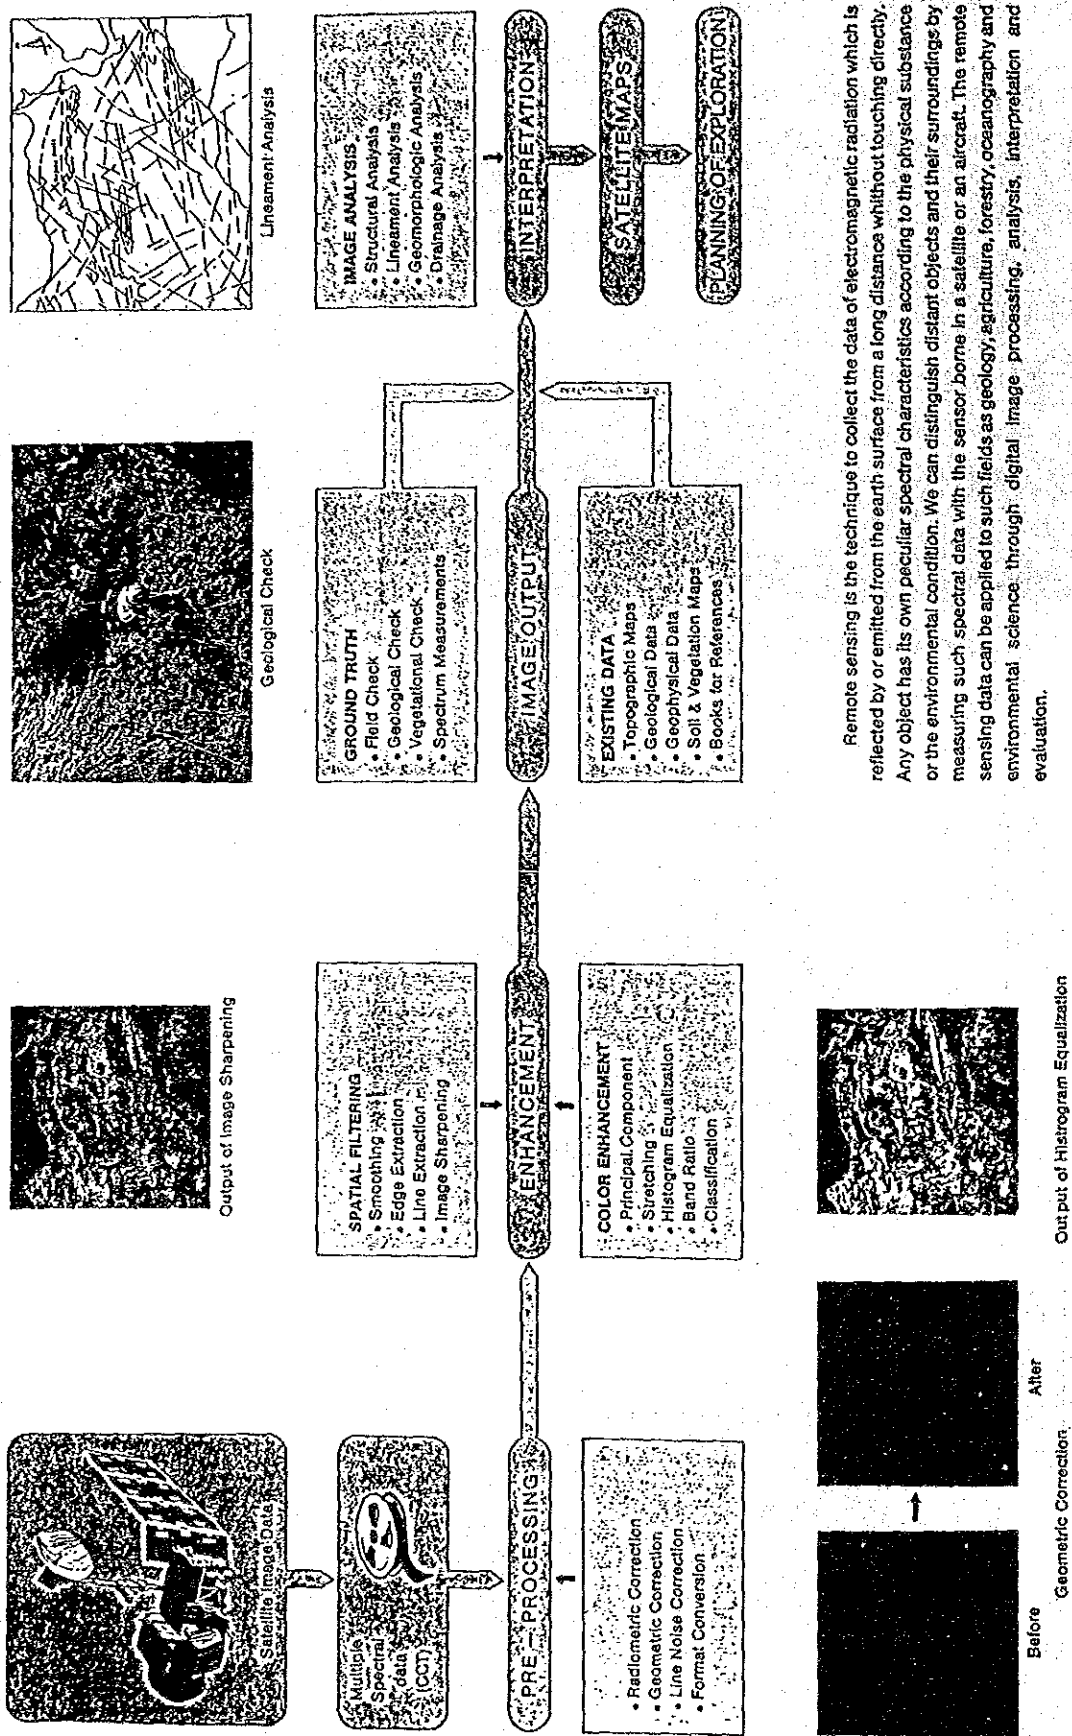 Satellite Image Data
Multiple
Spectral
data
(CCT)
PRE-PROCESSING
• Radiometric Correction
• Geometric Correction
• Line Noise Correction
• Format Conversion
Before
After
Geometric Correction
Output of Image Sharpening
SPATIAL FILTERING
• Smoothing
• Edge Extraction
• Line Extraction
• Image Sharpening
ENHANCEMENT
COLOR ENHANCEMENT
• Principal Component
• Stretching
• Histogram Equalization
• Band Ratio
• Classification
Out put of Histrogram Equalization
Geological Check
GROUND TRUTH
• Field Check
• Geological Check
• Vegetational Check
• Spectrum Measurements
IMAGE OUTPUT
EXISTING DATA
• Topographic Maps
• Geological Data
• Geophysical Data
• Soil & Vegetation Maps
• Books for References
Lineament Analysis
IMAGE ANALYSIS
• Structural Analysis
• Lineament Analysis
• Geomorphologic Analysis
• Drainage Analysis
INTERPRETATION
SATELLITE MAPS
PLANNING OF EXPLORATION
Remote sensing is the technique to collect the data of electromagnetic radiation which is
reflected by or emitted from the earth surface from a long distance whithout touching directly.
Any object has its own peculiar spectral characteristics according to the physical substance
or the environmental condition. We can distinguish distant objects and their surroundings by
measuring such spectral data with the sensor borne in a satellite or an aircraft. The remote
sensing data can be applied to such fields as geology, agriculture, forestry, oceanography and
environmental science through digital image processing, analysis, interpretation and
evaluation.